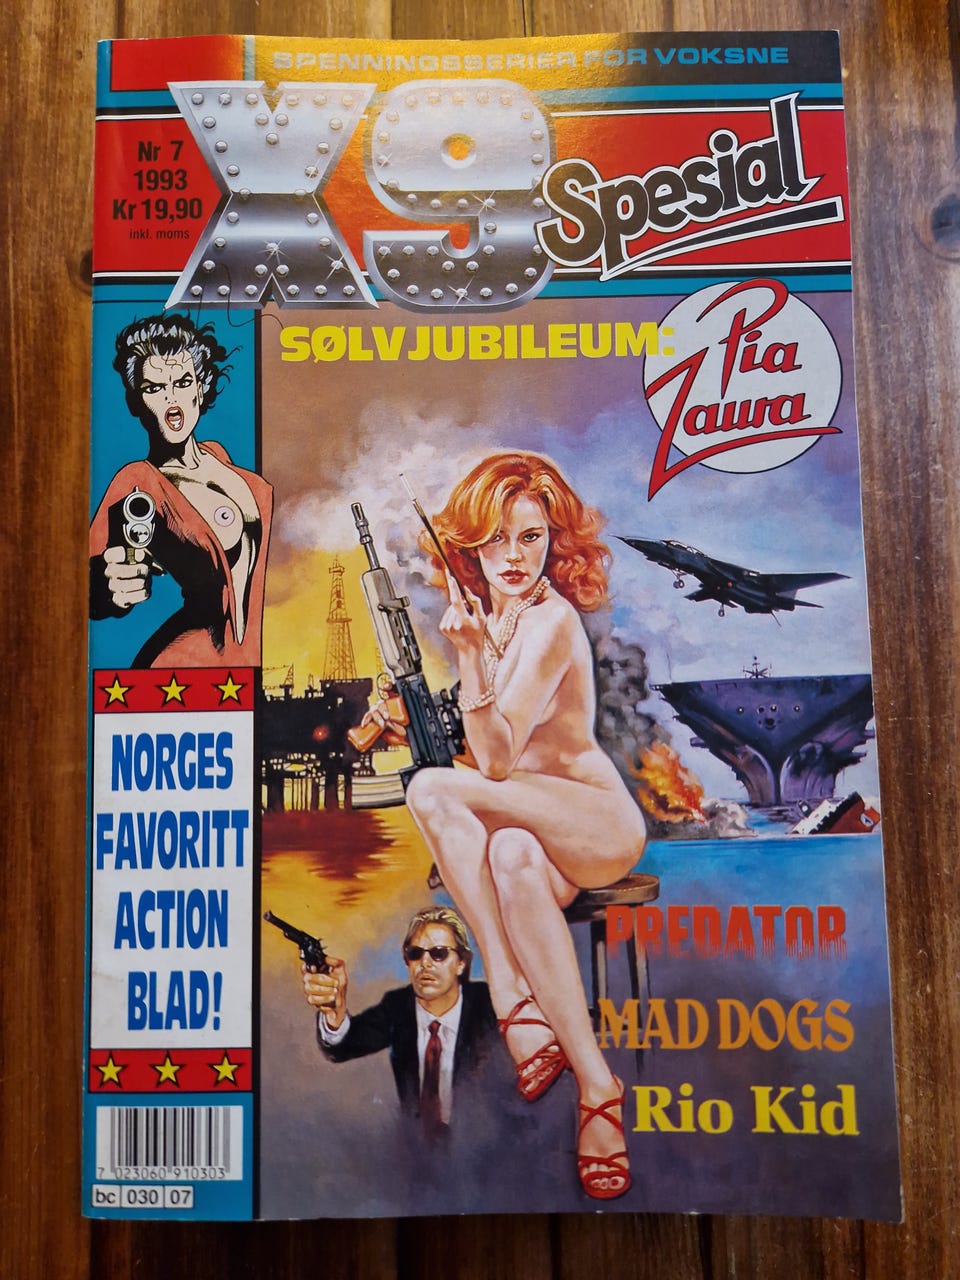 SPENNINGSSERIER FOR VOKSNE
X9 Spesial
Nr 7
1993
Kr 19,90
inkl. moms
SØLVJUBILEUM:
Pia
Zaura
NORGES
FAVORITT
ACTION
BLAD!
PREDATOR
MAD DOGS
Rio Kid
7 023060 910303
bc 030 07